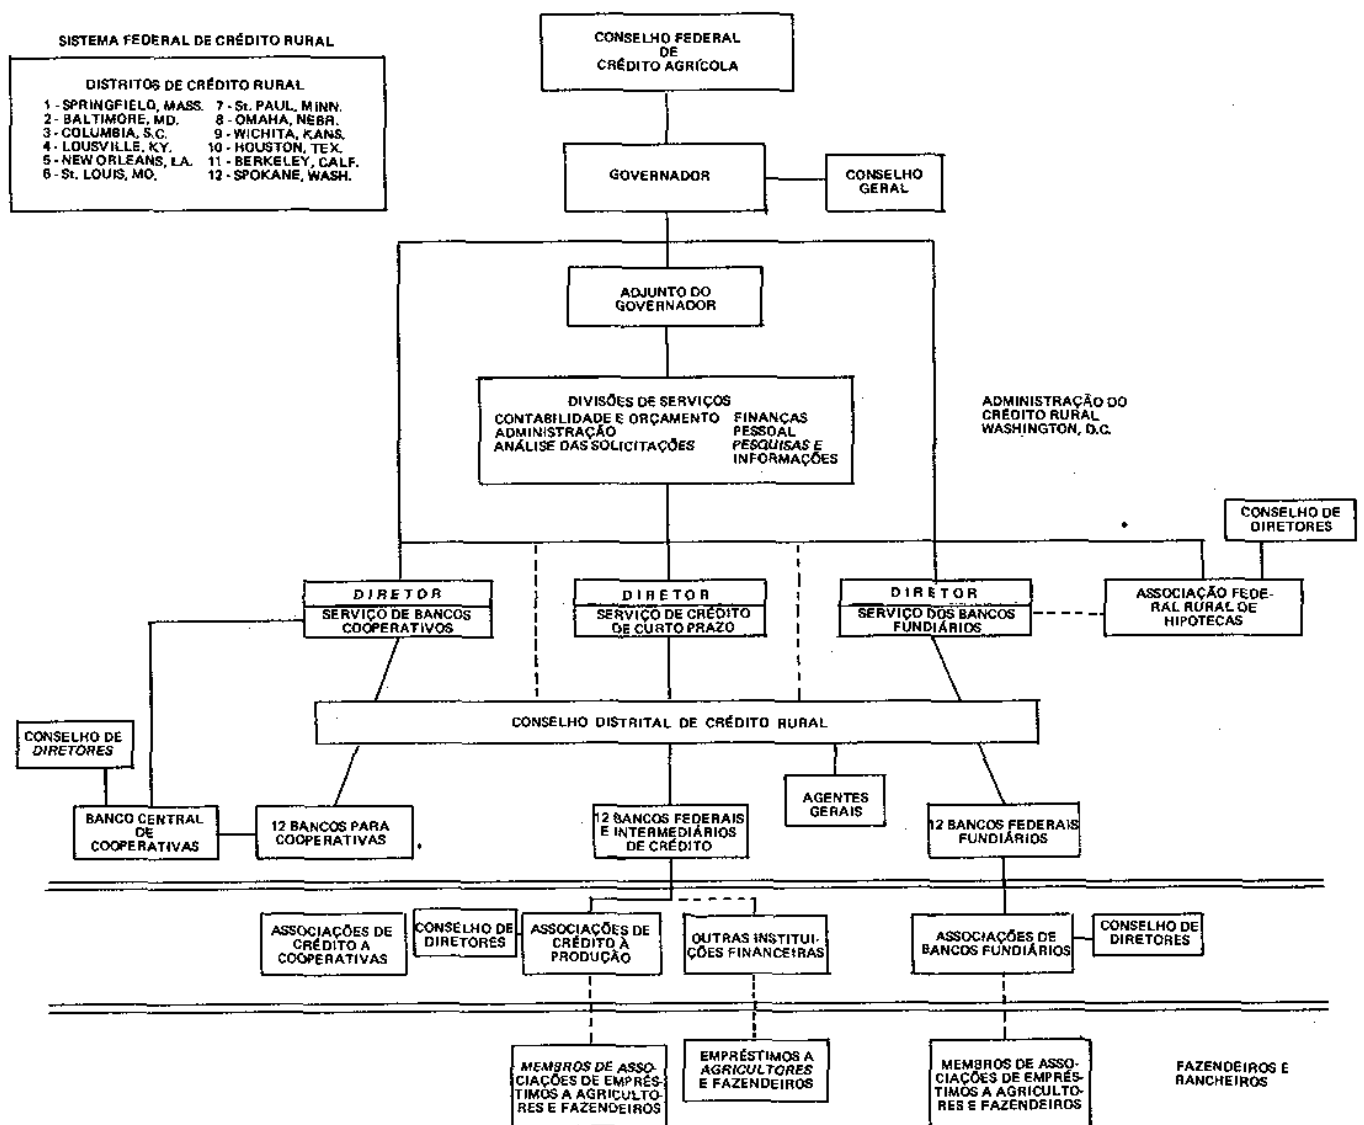 SISTEMA FEDERAL DE CRÉDITO RURAL
DISTRITOS DE CRÉDITO RURAL
1 - SPRINGFIELD, MASS. 7 - St. PAUL, MINN.
2 - BALTIMORE, MD. 8 - OMAHA, NEBR.
3 - COLUMBIA, S.C. 9 - WICHITA, KANS.
4 - LOUSVILLE, KY. 10 - HOUSTON, TEX.
5 - NEW ORLEANS, LA. 11 - BERKELEY, CALF.
6 - St. LOUIS, MO. 12 - SPOKANE, WASH.
CONSELHO FEDERAL
DE
CRÉDITO AGRÍCOLA
GOVERNADOR
CONSELHO
GERAL
ADJUNTO DO
GOVERNADOR
DIVISÕES DE SERVIÇOS
CONTABILIDADE E ORÇAMENTO FINANÇAS
ADMINISTRAÇÃO PESSOAL
ANÁLISE DAS SOLICITAÇÕES PESQUISAS E
INFORMAÇÕES
ADMINISTRAÇÃO DO
CRÉDITO RURAL
WASHINGTON, D.C.
CONSELHO DE
DIRETORES
DIRETOR
SERVIÇO DE BANCOS
COOPERATIVOS
DIRETOR
SERVIÇO DE CRÉDITO
DE CURTO PRAZO
DIRETOR
SERVIÇO DOS BANCOS
FUNDIÁRIOS
ASSOCIAÇÃO FEDE-
RAL RURAL DE
HIPOTECAS
CONSELHO DISTRITAL DE CRÉDITO RURAL
CONSELHO DE
DIRETORES
BANCO CENTRAL
DE
COOPERATIVAS
12 BANCOS PARA
COOPERATIVAS
12 BANCOS FEDERAIS
E INTERMEDIÁRIOS
DE CRÉDITO
AGENTES
GERAIS
12 BANCOS FEDERAIS
FUNDIÁRIOS
ASSOCIAÇÕES DE
CRÉDITO A
COOPERATIVAS
CONSELHO DE
DIRETORES
ASSOCIAÇÕES DE
CRÉDITO À
PRODUÇÃO
OUTRAS INSTITUI-
ÇÕES FINANCEIRAS
ASSOCIAÇÕES DE
BANCOS FUNDIÁRIOS
CONSELHO DE
DIRETORES
MEMBROS DE ASSO-
CIAÇÕES DE EMPRÉS-
TIMOS A AGRICULTO-
RES E FAZENDEIROS
EMPRÉSTIMOS A
AGRICULTORES
E FAZENDEIROS
MEMBROS DE ASSO-
CIAÇÕES DE EMPRÉS-
TIMOS A AGRICULTO-
RES E FAZENDEIROS
FAZENDEIROS E
RANCHEIROS